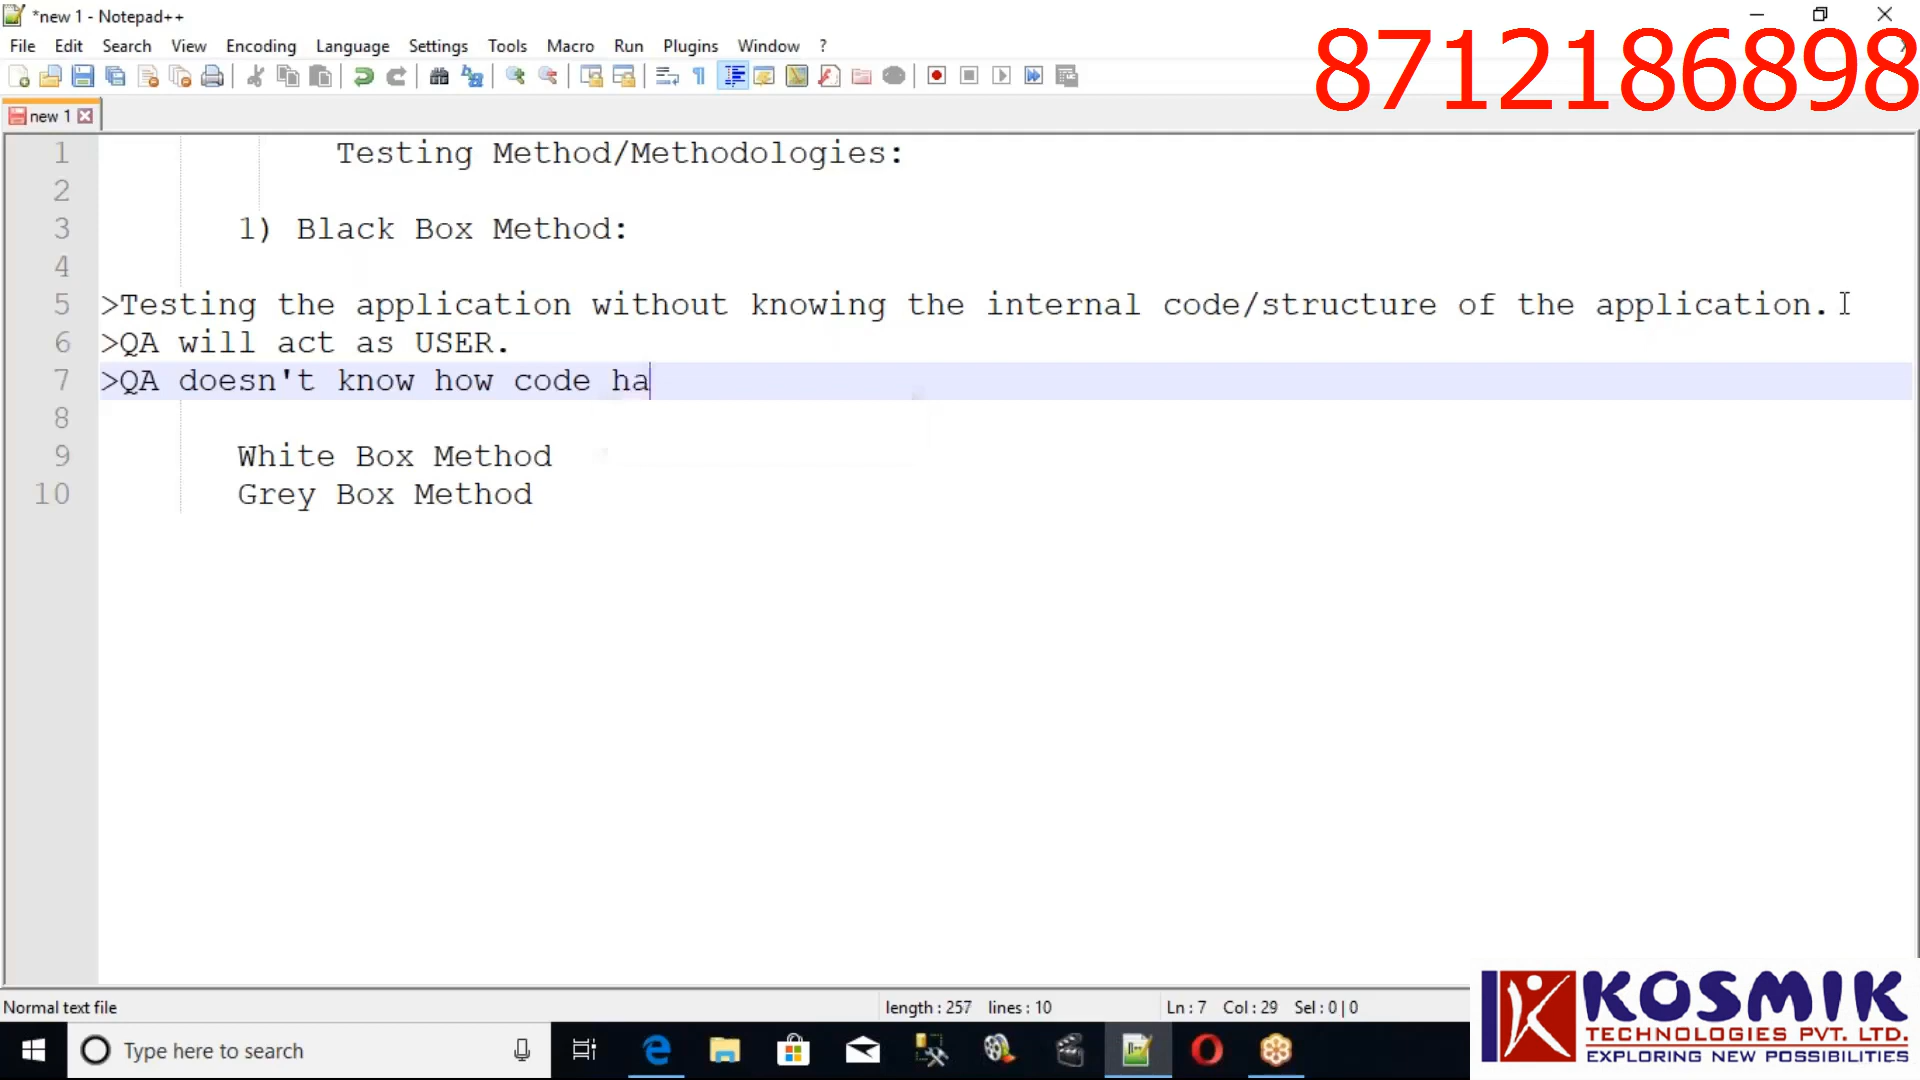 *new 1 - Notepad++
File Edit Search View Encoding Language Settings Tools Macro Run Plugins Window ?
8712186898
new 1
1 Testing Method/Methodologies:
2
3 1) Black Box Method:
4
5 >Testing the application without knowing the internal code/structure of the application.
6 >QA will act as USER.
7 >QA doesn't know how code ha
8
9 White Box Method
10 Grey Box Method
Normal text file length : 257 lines : 10 Ln : 7 Col : 29 Sel : 0 | 0
KOSMIK
TECHNOLOGIES PVT. LTD.
EXPLORING NEW POSSIBILITIES
Type here to search